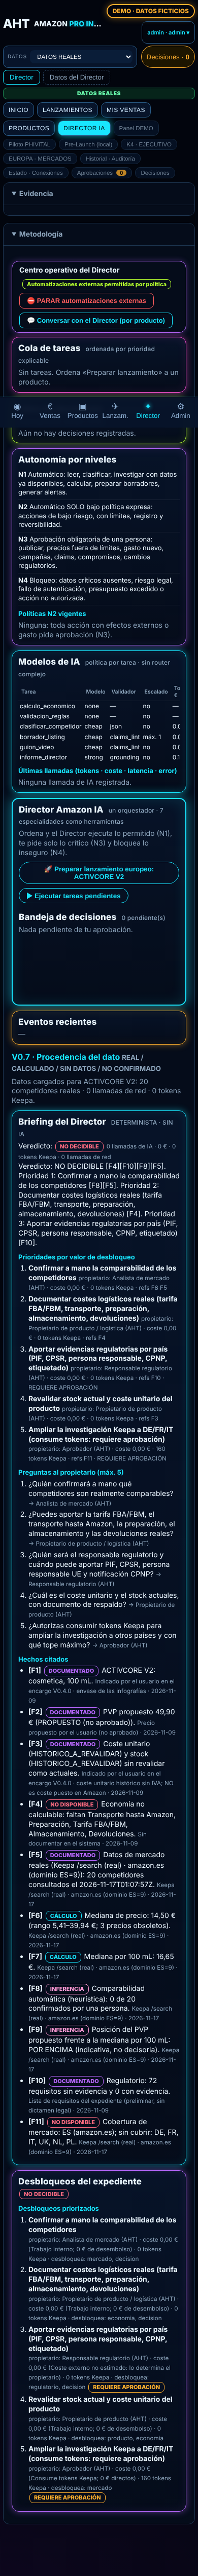 DEMO · DATOS FICTICIOS
AHT AMAZON PRO IN...
admin · admin ▾
DATOS DATOS REALES
Decisiones · 0
Director Datos del Director
DATOS REALES
INICIO LANZAMIENTOS MIS VENTAS
PRODUCTOS DIRECTOR IA Panel DEMO
Piloto PHIVITAL Pre-Launch (local) K4 · EJECUTIVO
EUROPA · MERCADOS Historial · Auditoría
Estado · Conexiones Aprobaciones 0 Decisiones
▼ Evidencia
▼ Metodología
Centro operativo del Director
Automatizaciones externas permitidas por política
⛔ PARAR automatizaciones externas
💬 Conversar con el Director (por producto)
Cola de tareas ordenada por prioridad
explicable
Sin tareas. Ordena «Preparar lanzamiento» a un
producto.
Hoy Ventas Productos Lanzam. Director Admin
Aún no hay decisiones registradas.
Autonomía por niveles
N1 Automático: leer, clasificar, investigar con datos
ya disponibles, calcular, preparar borradores,
generar alertas.
N2 Automático SOLO bajo política expresa:
acciones de bajo riesgo, con límites, registro y
reversibilidad.
N3 Aprobación obligatoria de una persona:
publicar, precios fuera de límites, gasto nuevo,
campañas, claims, compromisos, cambios
regulatorios.
N4 Bloqueo: datos críticos ausentes, riesgo legal,
fallo de autenticidad, presupuesto excedido o
acción no autorizada.
Políticas N2 vigentes
Ninguna: toda acción con efectos externos o
gasto pide aprobación (N3).
Modelos de IA política por tarea · sin router
complejo
Tarea Modelo Validador Escalado To
€
calculo_economico none — no —
validacion_reglas none — no —
clasificar_competidor cheap json no 0.0
borrador_listing cheap claims_lint máx. 1 0.0
guion_video cheap claims_lint no 0.0
informe_director strong grounding no 0.1
Últimas llamadas (tokens · coste · latencia · error)
Ninguna llamada de IA registrada.
Director Amazon IA un orquestador · 7
especialidades como herramientas
Ordena y el Director ejecuta lo permitido (N1),
te pide solo lo crítico (N3) y bloquea lo
inseguro (N4).
🚀 Preparar lanzamiento europeo:
ACTIVCORE V2
▶ Ejecutar tareas pendientes
Bandeja de decisiones 0 pendiente(s)
Nada pendiente de tu aprobación.
Eventos recientes
—
V0.7 · Procedencia del dato REAL /
CALCULADO / SIN DATOS / NO CONFIRMADO
Datos cargados para ACTIVCORE V2: 20
competidores reales · 0 llamadas de red · 0 tokens
Keepa.
Briefing del Director DETERMINISTA · SIN
IA
Veredicto: NO DECIDIBLE 0 llamadas de IA · 0 € · 0
tokens Keepa · 0 llamadas de red
Veredicto: NO DECIDIBLE [F4][F10][F8][F5].
Prioridad 1: Confirmar a mano la comparabilidad
de los competidores [F8][F5]. Prioridad 2:
Documentar costes logísticos reales (tarifa
FBA/FBM, transporte, preparación,
almacenamiento, devoluciones) [F4]. Prioridad
3: Aportar evidencias regulatorias por país (PIF,
CPSR, persona responsable, CPNP, etiquetado)
[F10].
Prioridades por valor de desbloqueo
1. Confirmar a mano la comparabilidad de los
competidores propietario: Analista de mercado
(AHT) · coste 0,00 € · 0 tokens Keepa · refs F8 F5
2. Documentar costes logísticos reales (tarifa
FBA/FBM, transporte, preparación,
almacenamiento, devoluciones) propietario:
Propietario de producto / logística (AHT) · coste 0,00
€ · 0 tokens Keepa · refs F4
3. Aportar evidencias regulatorias por país
(PIF, CPSR, persona responsable, CPNP,
etiquetado) propietario: Responsable regulatorio
(AHT) · coste 0,00 € · 0 tokens Keepa · refs F10 ·
REQUIERE APROBACIÓN
4. Revalidar stock actual y coste unitario del
producto propietario: Propietario de producto
(AHT) · coste 0,00 € · 0 tokens Keepa · refs F3
5. Ampliar la investigación Keepa a DE/FR/IT
(consume tokens: requiere aprobación)
propietario: Aprobador (AHT) · coste 0,00 € · 160
tokens Keepa · refs F11 · REQUIERE APROBACIÓN
Preguntas al propietario (máx. 5)
1. ¿Quién confirmará a mano qué
competidores son realmente comparables?
→ Analista de mercado (AHT)
2. ¿Puedes aportar la tarifa FBA/FBM, el
transporte hasta Amazon, la preparación, el
almacenamiento y las devoluciones reales?
→ Propietario de producto / logística (AHT)
3. ¿Quién será el responsable regulatorio y
cuándo puede aportar PIF, CPSR, persona
responsable UE y notificación CPNP? →
Responsable regulatorio (AHT)
4. ¿Cuál es el coste unitario y el stock actuales,
con documento de respaldo? → Propietario de
producto (AHT)
5. ¿Autorizas consumir tokens Keepa para
ampliar la investigación a otros países y con
qué tope máximo? → Aprobador (AHT)
Hechos citados
[F1] DOCUMENTADO ACTIVCORE V2:
cosmetica, 100 mL. Indicado por el usuario en el
encargo V0.4.0 · envase de las infografías · 2026-11-
09
[F2] DOCUMENTADO PVP propuesto 49,90
€ (PROPUESTO (no aprobado)). Precio
propuesto por el usuario (no aprobado) · 2026-11-09
[F3] DOCUMENTADO Coste unitario
(HISTORICO_A_REVALIDAR) y stock
(HISTORICO_A_REVALIDAR) sin revalidar
como actuales. Indicado por el usuario en el
encargo V0.4.0 · coste unitario histórico sin IVA; NO
es coste puesto en Amazon · 2026-11-09
[F4] NO DISPONIBLE Economía no
calculable: faltan Transporte hasta Amazon,
Preparación, Tarifa FBA/FBM,
Almacenamiento, Devoluciones. Sin
documentar en el sistema · 2026-11-09
[F5] DOCUMENTADO Datos de mercado
reales (Keepa /search (real) · amazon.es
(dominio ES=9)): 20 competidores
consultados el 2026-11-17T01:07:57Z. Keepa
/search (real) · amazon.es (dominio ES=9) · 2026-11-
17
[F6] CÁLCULO Mediana de precio: 14,50 €
(rango 5,41–39,94 €; 3 precios obsoletos).
Keepa /search (real) · amazon.es (dominio ES=9) ·
2026-11-17
[F7] CÁLCULO Mediana por 100 mL: 16,65
€. Keepa /search (real) · amazon.es (dominio ES=9) ·
2026-11-17
[F8] INFERENCIA Comparabilidad
automática (heurística): 0 de 20
confirmados por una persona. Keepa /search
(real) · amazon.es (dominio ES=9) · 2026-11-17
[F9] INFERENCIA Posición del PVP
propuesto frente a la mediana por 100 mL:
POR ENCIMA (indicativa, no decisoria). Keepa
/search (real) · amazon.es (dominio ES=9) · 2026-11-
17
[F10] DOCUMENTADO Regulatorio: 72
requisitos sin evidencia y 0 con evidencia.
Lista de requisitos del expediente (preliminar, sin
dictamen legal) · 2026-11-09
[F11] NO DISPONIBLE Cobertura de
mercado: ES (amazon.es); sin cubrir: DE, FR,
IT, UK, NL, PL. Keepa /search (real) · amazon.es
(dominio ES=9) · 2026-11-17
Desbloqueos del expediente
NO DECIDIBLE
Desbloqueos priorizados
1. Confirmar a mano la comparabilidad de los
competidores
propietario: Analista de mercado (AHT) · coste 0,00 €
(Trabajo interno; 0 € de desembolso) · 0 tokens
Keepa · desbloquea: mercado, decision
2. Documentar costes logísticos reales (tarifa
FBA/FBM, transporte, preparación,
almacenamiento, devoluciones)
propietario: Propietario de producto / logística (AHT) ·
coste 0,00 € (Trabajo interno; 0 € de desembolso) · 0
tokens Keepa · desbloquea: economia, decision
3. Aportar evidencias regulatorias por país
(PIF, CPSR, persona responsable, CPNP,
etiquetado)
propietario: Responsable regulatorio (AHT) · coste
0,00 € (Coste externo no estimado: lo determina el
propietario) · 0 tokens Keepa · desbloquea:
regulatorio, decision REQUIERE APROBACIÓN
4. Revalidar stock actual y coste unitario del
producto
propietario: Propietario de producto (AHT) · coste
0,00 € (Trabajo interno; 0 € de desembolso) · 0
tokens Keepa · desbloquea: producto, economia
5. Ampliar la investigación Keepa a DE/FR/IT
(consume tokens: requiere aprobación)
propietario: Aprobador (AHT) · coste 0,00 €
(Consume tokens Keepa; 0 € directos) · 160 tokens
Keepa · desbloquea: mercado
REQUIERE APROBACIÓN